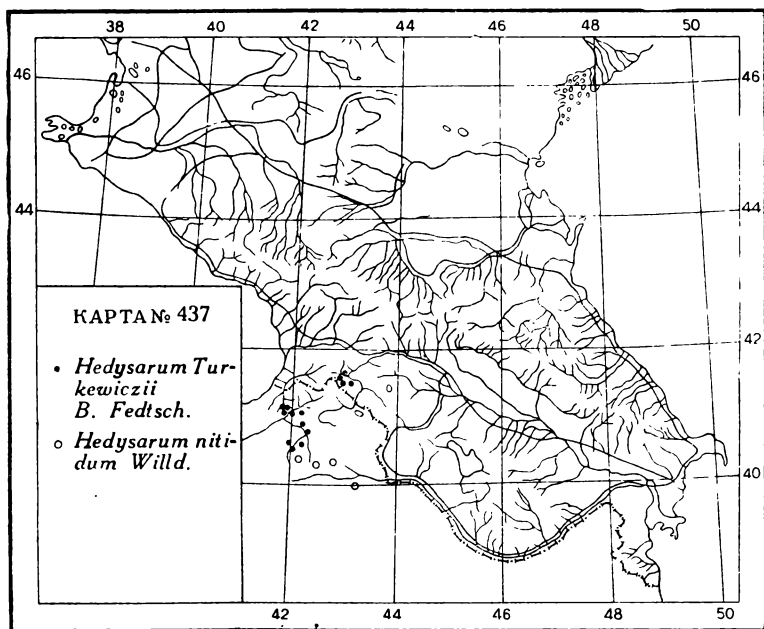 38 40 42 44 46 48 50
46 46
44 44
42
КАРТА № 437
• Hedysarum Tur-
kewiczii
B. Fedtsch.
○ Hedysarum niti-
dum Willd.
40
42 44 46 48 50